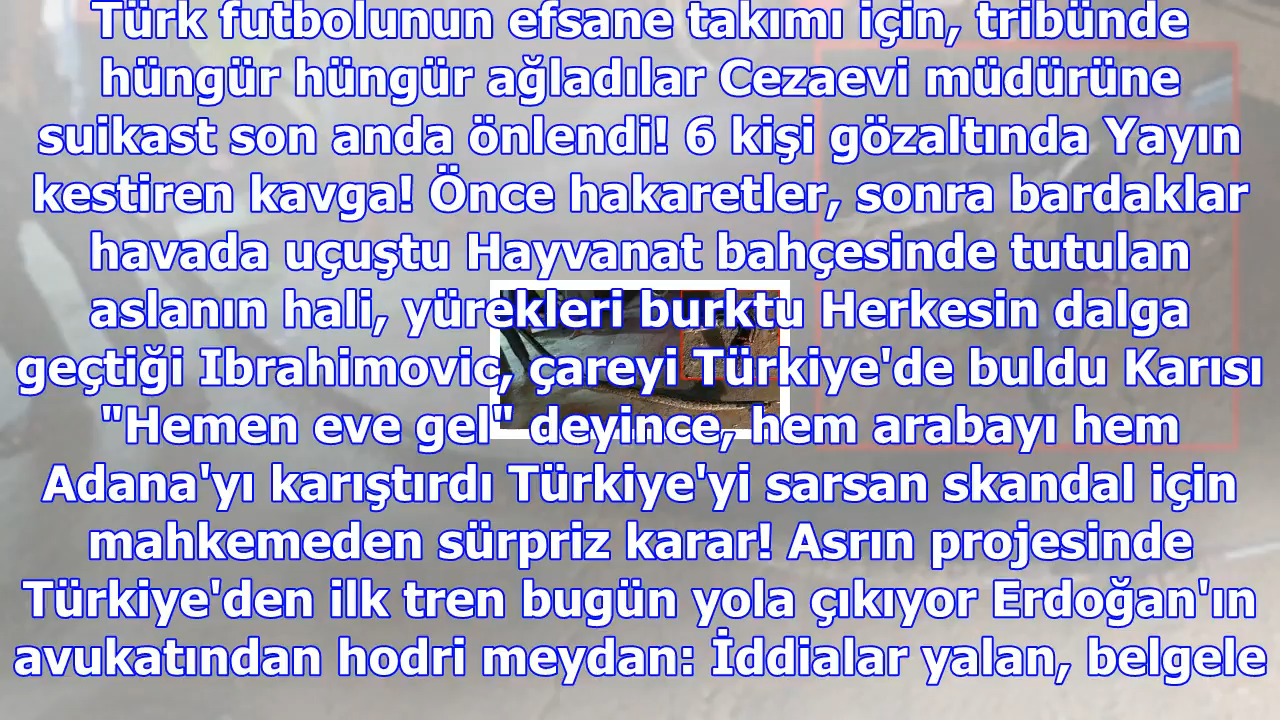 Türk futbolunun efsane takımı için, tribünde
hüngür hüngür ağladılar Cezaevi müdürüne
suikast son anda önlendi! 6 kişi gözaltında Yayın
kestiren kavga! Önce hakaretler, sonra bardaklar
havada uçuştu Hayvanat bahçesinde tutulan
aslanın hali, yürekleri burktu Herkesin dalga
geçtiği Ibrahimovic, çareyi Türkiye'de buldu Karısı
"Hemen eve gel" deyince, hem arabayı hem
Adana'yı karıştırdı Türkiye'yi sarsan skandal için
mahkemeden sürpriz karar! Asrın projesinde
Türkiye'den ilk tren bugün yola çıkıyor Erdoğan'ın
avukatından hodri meydan: İddialar yalan, belgele